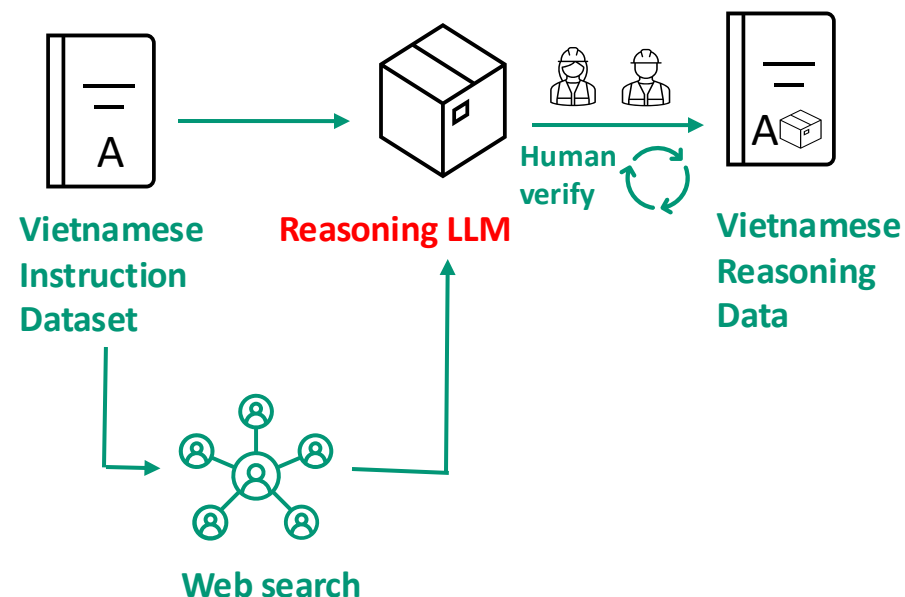 A
Vietnamese
Instruction
Dataset
Reasoning LLM
Human
verify
A
Vietnamese
Reasoning
Data
Web search